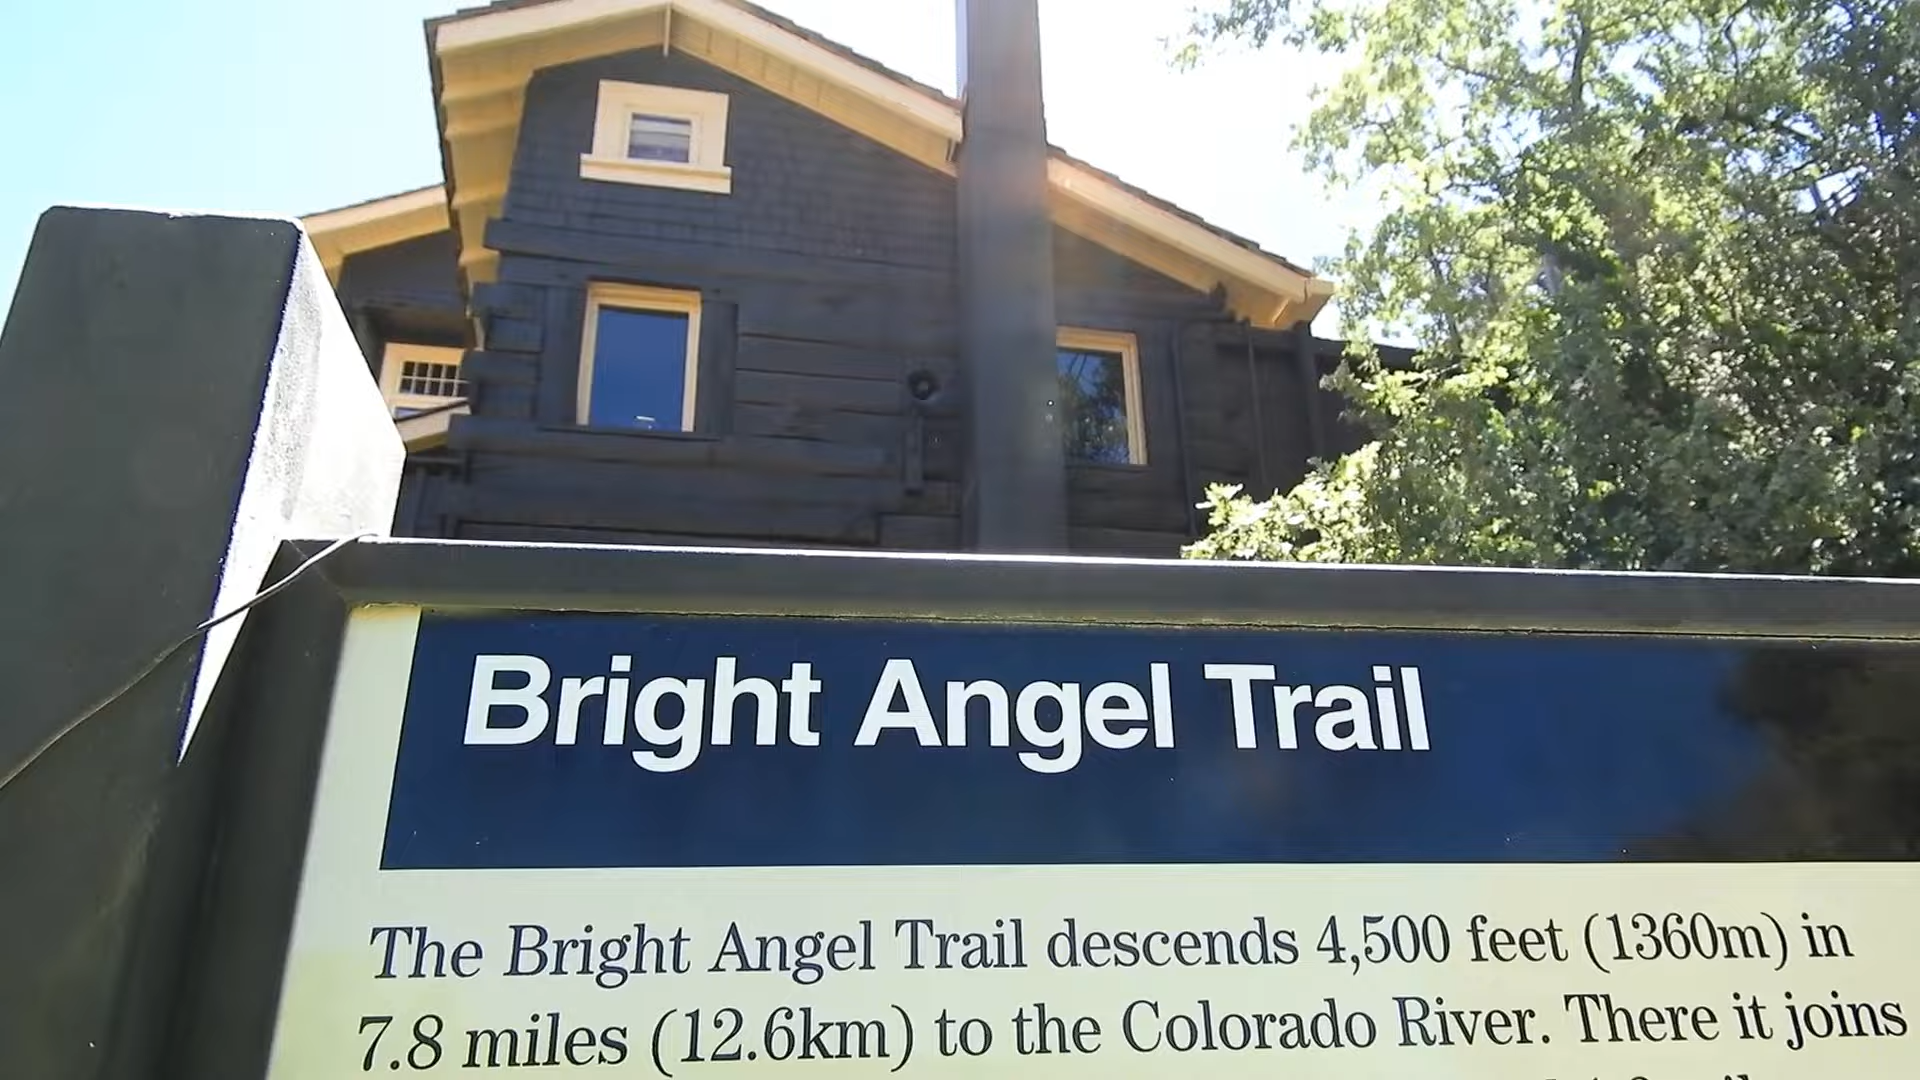 Bright Angel Trail
The Bright Angel Trail descends 4,500 feet (1360m) in
7.8 miles (12.6km) to the Colorado River. There it joins